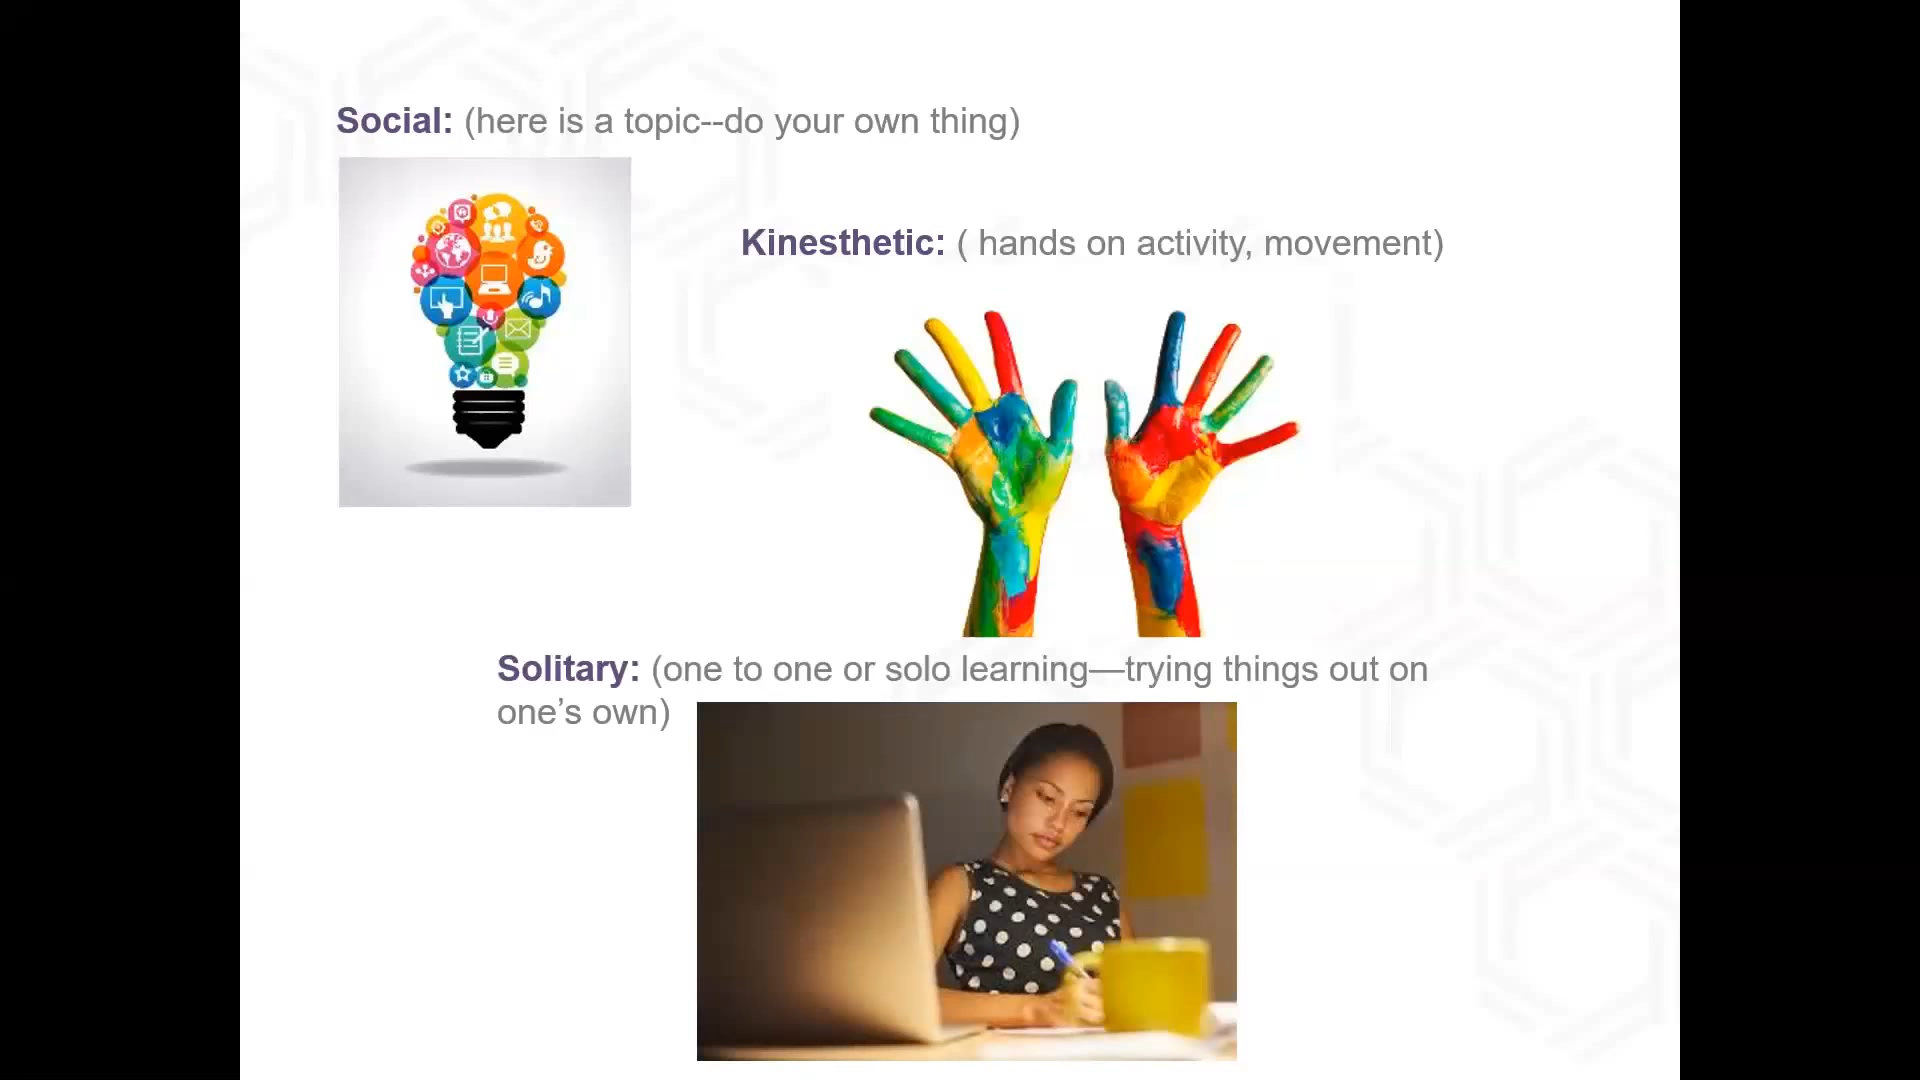 Social: (here is a topic--do your own thing)
Kinesthetic: ( hands on activity, movement)
Solitary: (one to one or solo learning—trying things out on
one’s own)